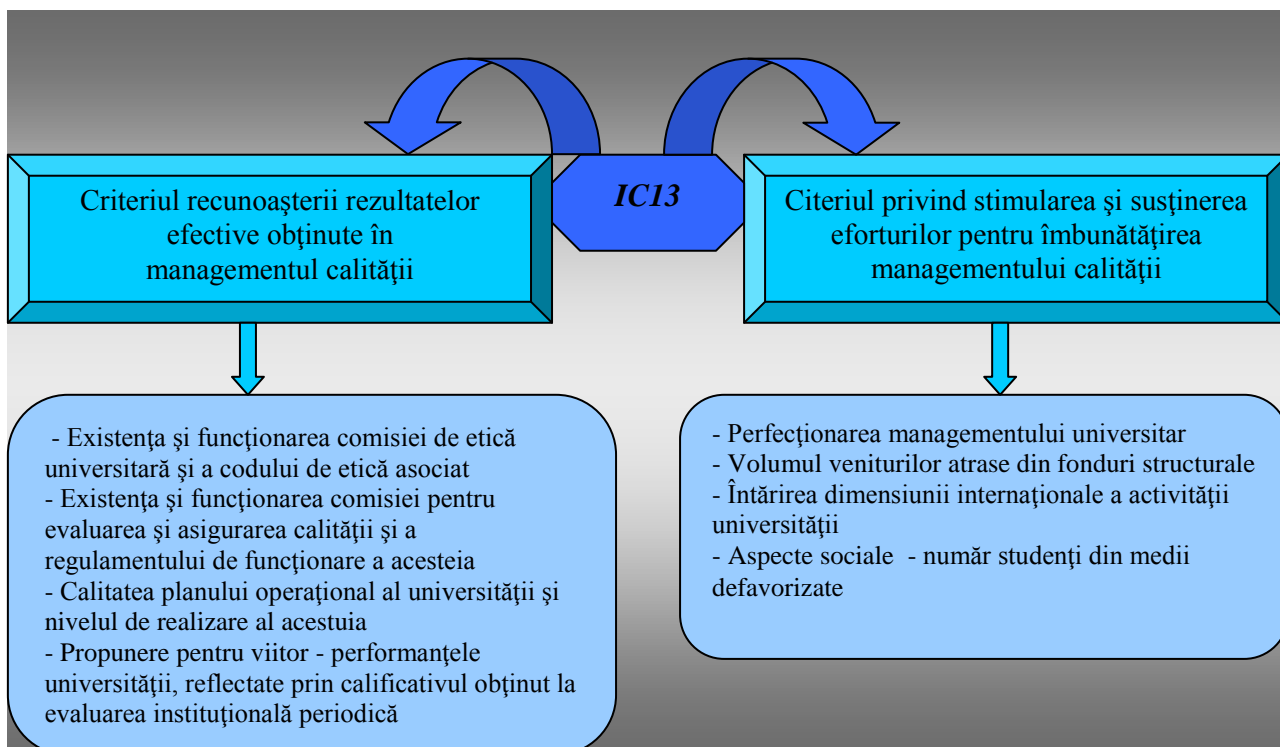 Criteriul recunoaşterii rezultatelor
efective obţinute în
managementul calităţii
IC13
Citeriul privind stimularea şi susţinerea
eforturilor pentru îmbunătăţirea
managementului calităţii
- Existenţa şi funcţionarea comisiei de etică
universitară şi a codului de etică asociat
- Existenţa şi funcţionarea comisiei pentru
evaluarea şi asigurarea calităţii şi a
regulamentului de funcţionare a acesteia
- Calitatea planului operaţional al universităţii şi
nivelul de realizare al acestuia
- Propunere pentru viitor - performanţele
universităţii, reflectate prin calificativul obţinut la
evaluarea instituţională periodică
- Perfecţionarea managementului universitar
- Volumul veniturilor atrase din fonduri structurale
- Întărirea dimensiunii internaţionale a activităţii
universităţii
- Aspecte sociale - număr studenţi din medii
defavorizate